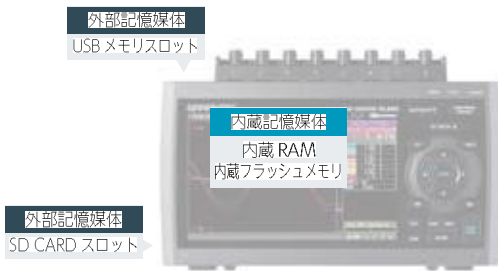 外部記憶媒体
USB メモリスロット
内蔵記憶媒体
内蔵 RAM
内蔵フラッシュメモリ
外部記憶媒体
SD CARD スロット